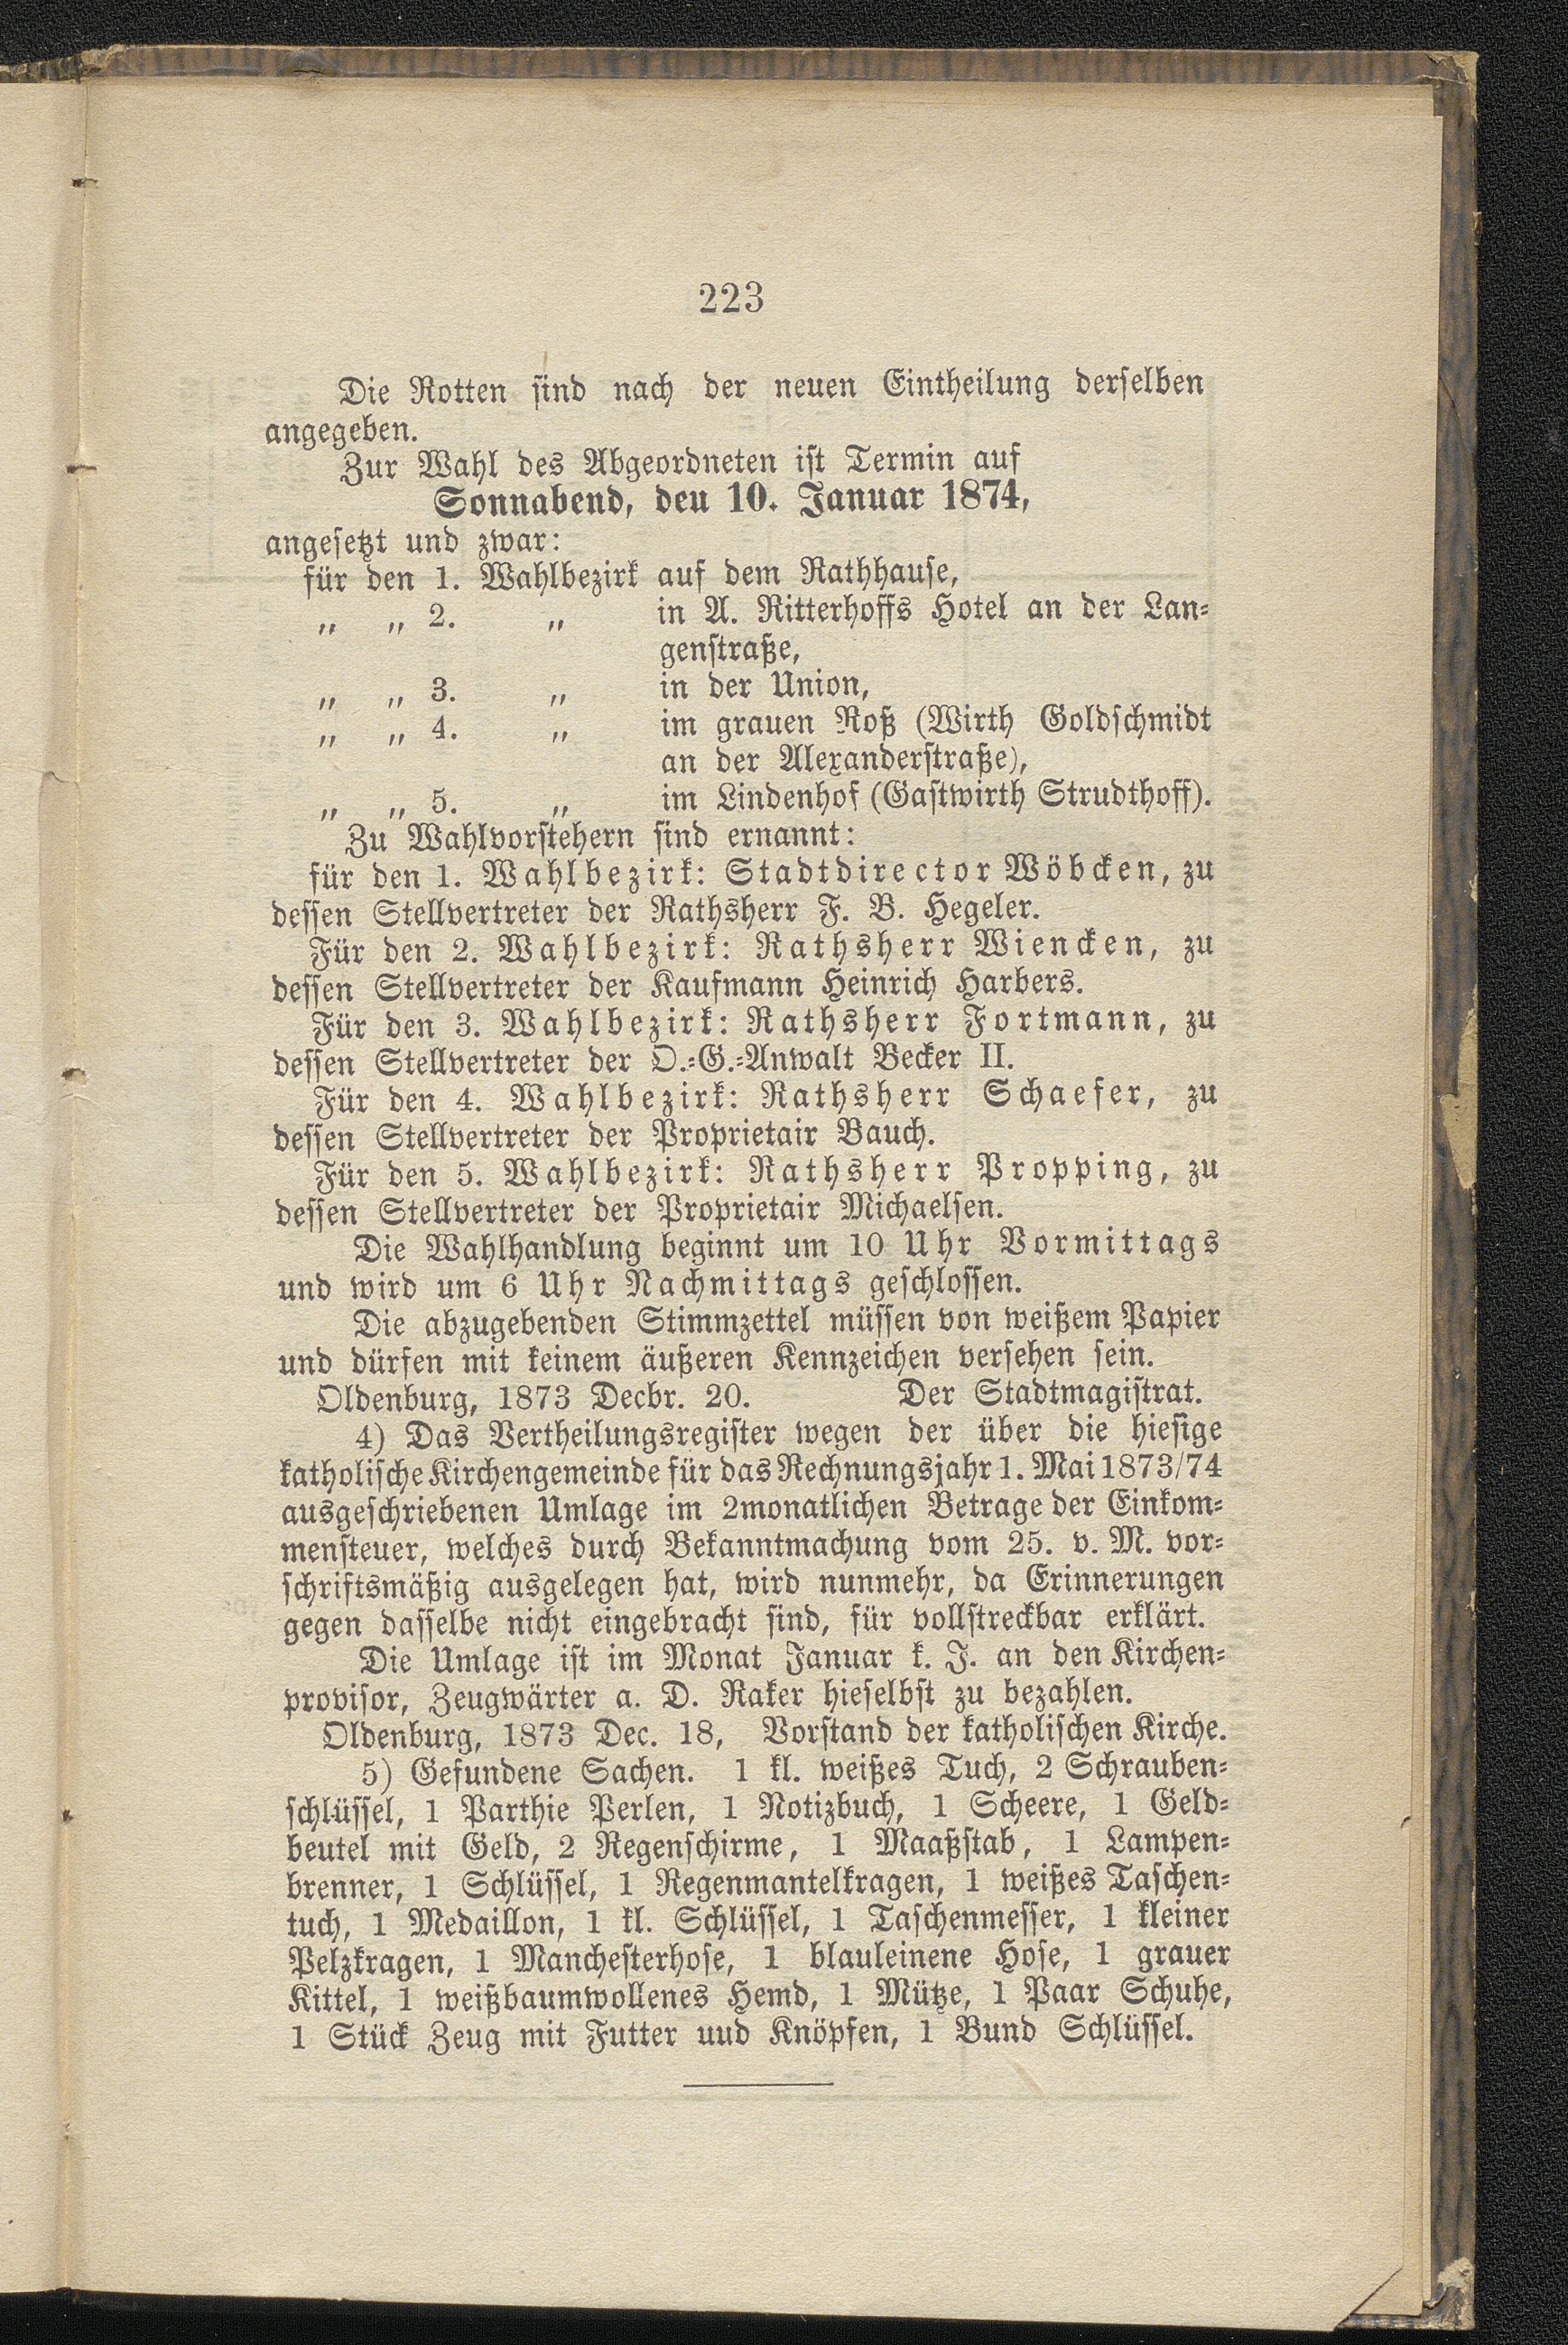 223
Die Rotten sind nach der neuen Eintheilung derselben
angegeben.
Zur Wahl des Abgeordneten ist Termin auf
Sonnabend, deu 10. Januar 1874,
angesetzt und zwar:
für den 1. Wahlbezirk auf dem Rathhause,
„ „ 2. „ in A. Ritterhoffs Hotel an der Lan-
genstraße,
„ „ 3. „ in der Union,
„ „ 4. „ im grauen Roß (Wirth Goldschmidt
an der Alexanderstraße),
„ „ 5. „ im Lindenhof (Gastwirth Strudthoff).
Zu Wahlvorstehern sind ernannt:
für den 1. Wahlbezirk: Stadtdirector Wöbcken, zu
dessen Stellvertreter der Rathsherr F. B. Hegeler.
Für den 2. Wahlbezirk: Rathsherr Wiencken, zu
dessen Stellvertreter der Kaufmann Heinrich Harbers.
Für den 3. Wahlbezirk: Rathsherr Fortmann, zu
dessen Stellvertreter der O.-G.-Anwalt Becker II.
Für den 4. Wahlbezirk: Rathsherr Schaefer, zu
dessen Stellvertreter der Proprietair Bauch.
Für den 5. Wahlbezirk: Rathsherr Propping, zu
dessen Stellvertreter der Proprietair Michaelsen.
Die Wahlhandlung beginnt um 10 Uhr Vormittags
und wird um 6 Uhr Nachmittags geschlossen.
Die abzugebenden Stimmzettel müssen von weißem Papier
und dürfen mit keinem äußeren Kennzeichen versehen sein.
Oldenburg, 1873 Decbr. 20. Der Stadtmagistrat.
4) Das Vertheilungsregister wegen der über die hiesige
katholische Kirchengemeinde für das Rechnungsjahr 1. Mai 1873/74
ausgeschriebenen Umlage im 2monatlichen Betrage der Einkom-
mensteuer, welches durch Bekanntmachung vom 25. v. M. vor-
schriftsmäßig ausgelegen hat, wird nunmehr, da Erinnerungen
gegen dasselbe nicht eingebracht sind, für vollstreckbar erklärt.
Die Umlage ist im Monat Januar k. J. an den Kirchen-
provisor, Zeugwärter a. D. Raker hieselbst zu bezahlen.
Oldenburg, 1873 Dec. 18, Vorstand der katholischen Kirche.
5) Gefundene Sachen. 1 kl. weißes Tuch, 2 Schrauben-
schlüssel, 1 Parthie Perlen, 1 Notizbuch, 1 Scheere, 1 Geld-
beutel mit Geld, 2 Regenschirme, 1 Maaßstab, 1 Lampen-
brenner, 1 Schlüssel, 1 Regenmantelkragen, 1 weißes Taschen-
tuch, 1 Medaillon, 1 kl. Schlüssel, 1 Taschenmesser, 1 kleiner
Pelzkragen, 1 Manchesterhose, 1 blauleinene Hose, 1 grauer
Kittel, 1 weißbaumwollenes Hemd, 1 Mütze, 1 Paar Schuhe,
1 Stück Zeug mit Futter uud Knöpfen, 1 Bund Schlüssel.